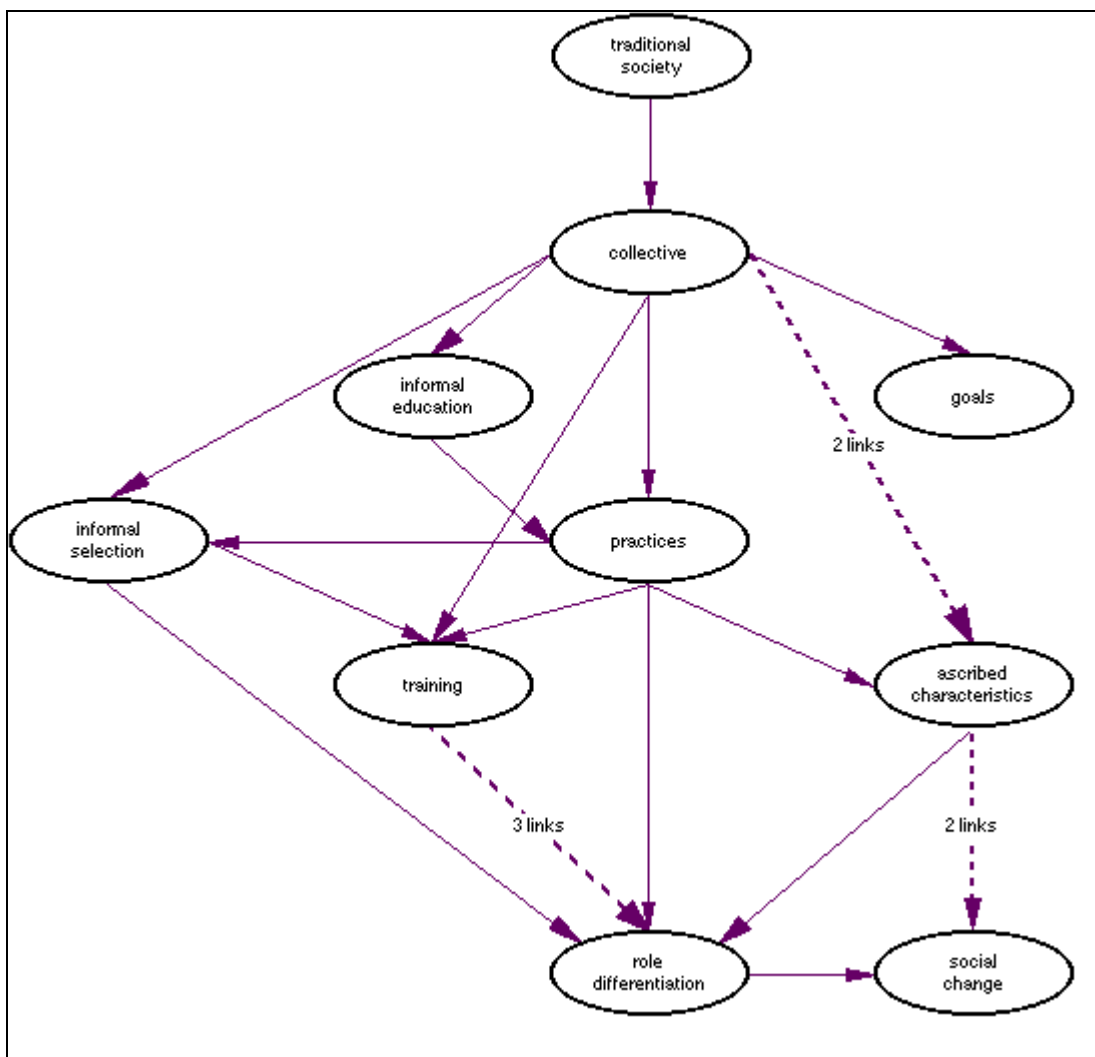 traditional
society
collective
informal
education
goals
2 links
informal
selection
practices
training
ascribed
characteristics
3 links
2 links
role
differentiation
social
change